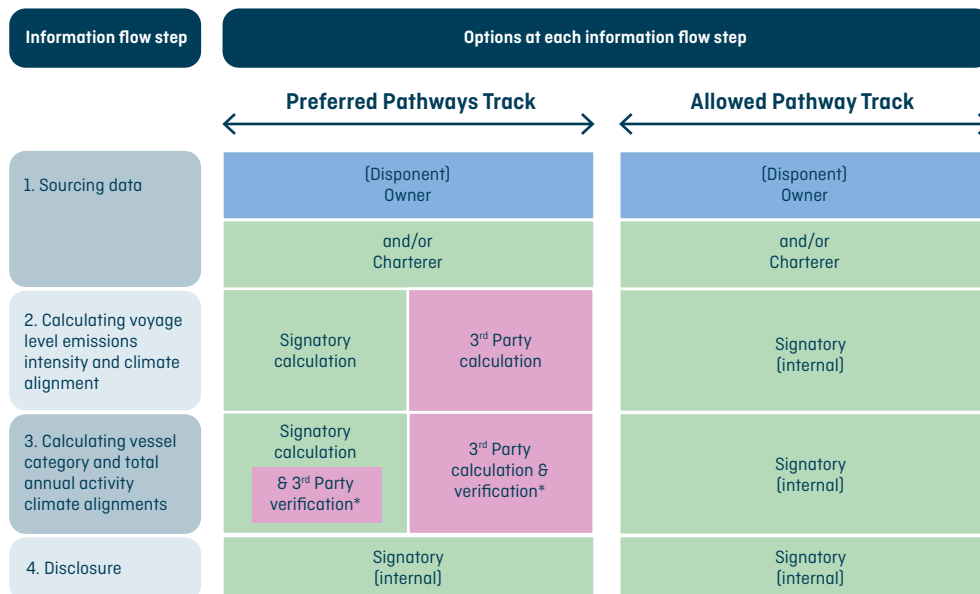 Information flow step
Options at each information flow step
Preferred Pathways Track
Allowed Pathway Track
1. Sourcing data
(Disponent)
Owner
(Disponent)
Owner
and/or
Charterer
and/or
Charterer
2. Calculating voyage
level emissions
intensity and climate
alignment
Signatory
calculation
3rd Party
calculation
Signatory
(internal)
3. Calculating vessel
category and total
annual activity
climate alignments
Signatory
calculation
& 3rd Party
verification*
3rd Party
calculation &
verification*
Signatory
(internal)
4. Disclosure
Signatory
(internal)
Signatory
(internal)